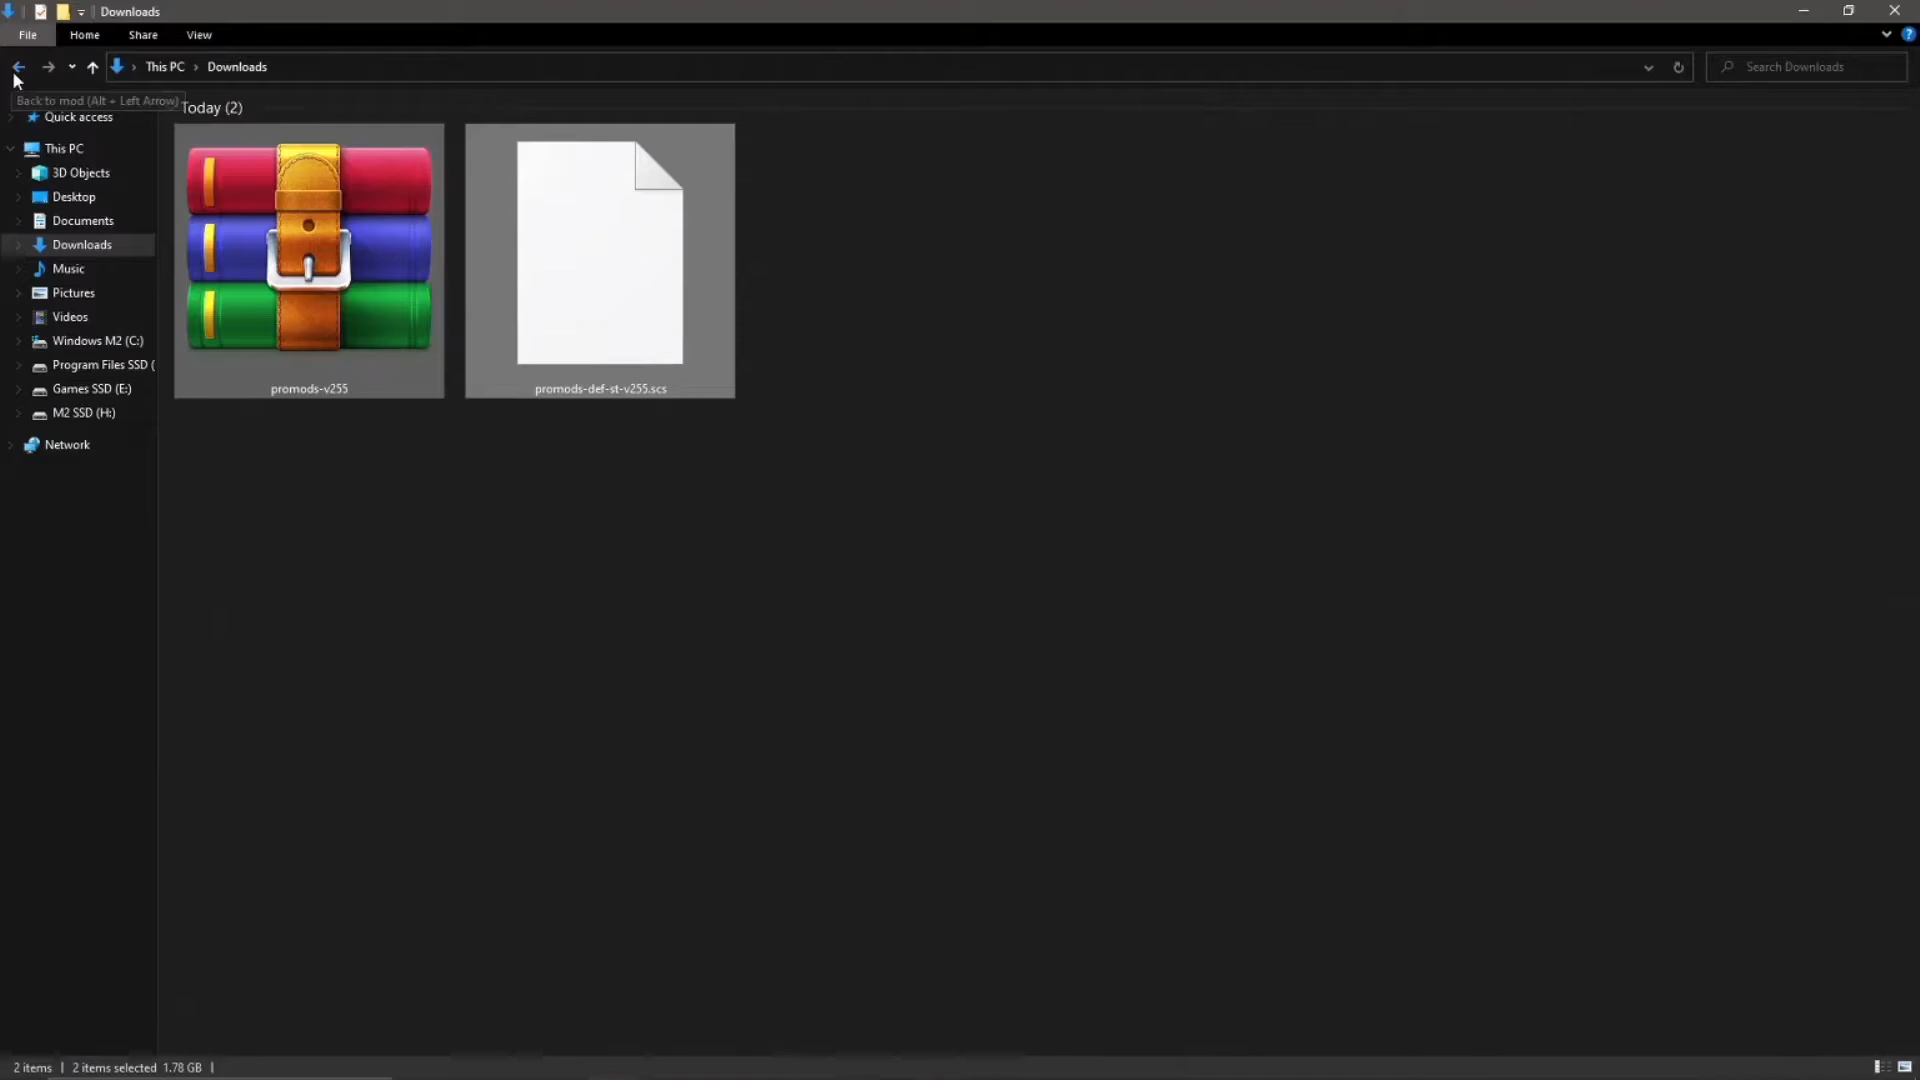 Downloads
File
Home
Share
View
This PC
Downloads
Search Downloads
Back to mod (Alt + Left Arrow)
Today (2)
Quick access
This PC
3D Objects
Desktop
Documents
Downloads
Music
Pictures
Videos
Windows M2 (C:)
Program Files SSD (
Games SSD (E:)
M2 SSD (H:)
Network
promods-v255
promods-def-st-v255.scs
2 items
2 items selected 1.78 GB